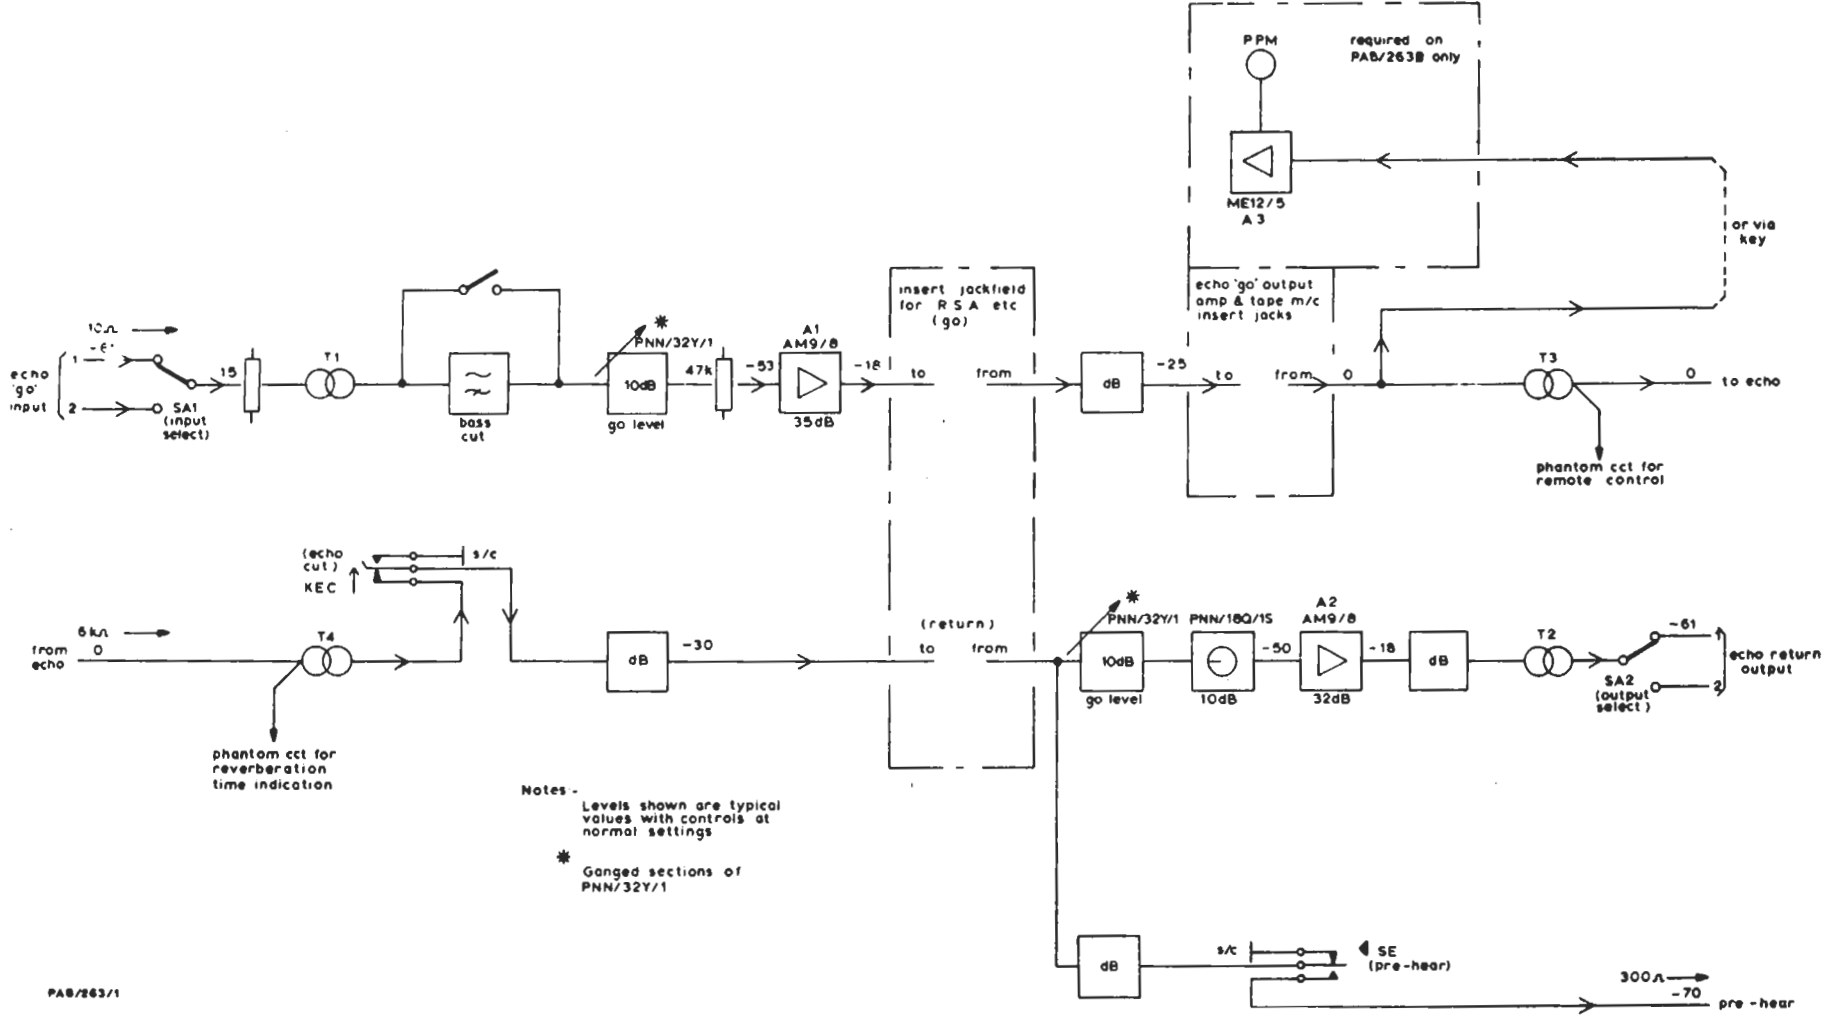 PPM
required on
PAB/263B only
ME12/5
A3
or via
key
insert jackfield
for RSA etc
(go)
echo 'go' output
amp & tape m/c
insert jacks
10Ω
echo
'go'
input
1
2
SA1
(input
select)
15
T1
bass
cut
✱
PNN/32Y/1
10dB
go level
47k
-53
A1
AM9/8
35dB
-18
to
from
dB
-25
to
from
0
T3
0
to echo
phantom cct for
remote control
(echo
cut)
KEC
s/c
6kΩ
0
from
echo
T4
phantom cct for
reverberation
time indication
dB
-30
(return)
to
from
✱
PNN/32Y/1
10dB
go level
PNN/18Q/1S
10dB
-50
A2
AM9/8
32dB
-18
dB
T2
SA2
(output
select)
-61
1
2
echo return
output
Notes:-
Levels shown are typical
values with controls at
normal settings
✱
Ganged sections of
PNN/32Y/1
dB
s/c
SE
(pre-hear)
300Ω
-70
pre-hear
PAB/263/1